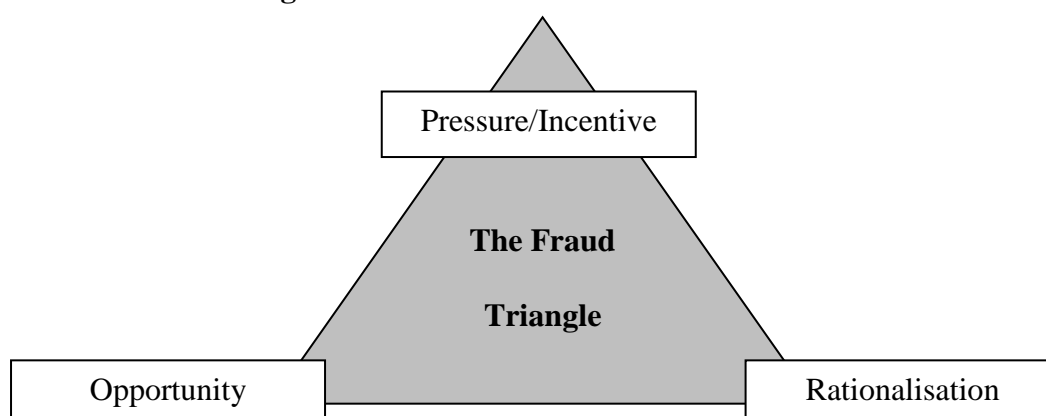 Pressure/Incentive
The Fraud
Triangle
Opportunity
Rationalisation